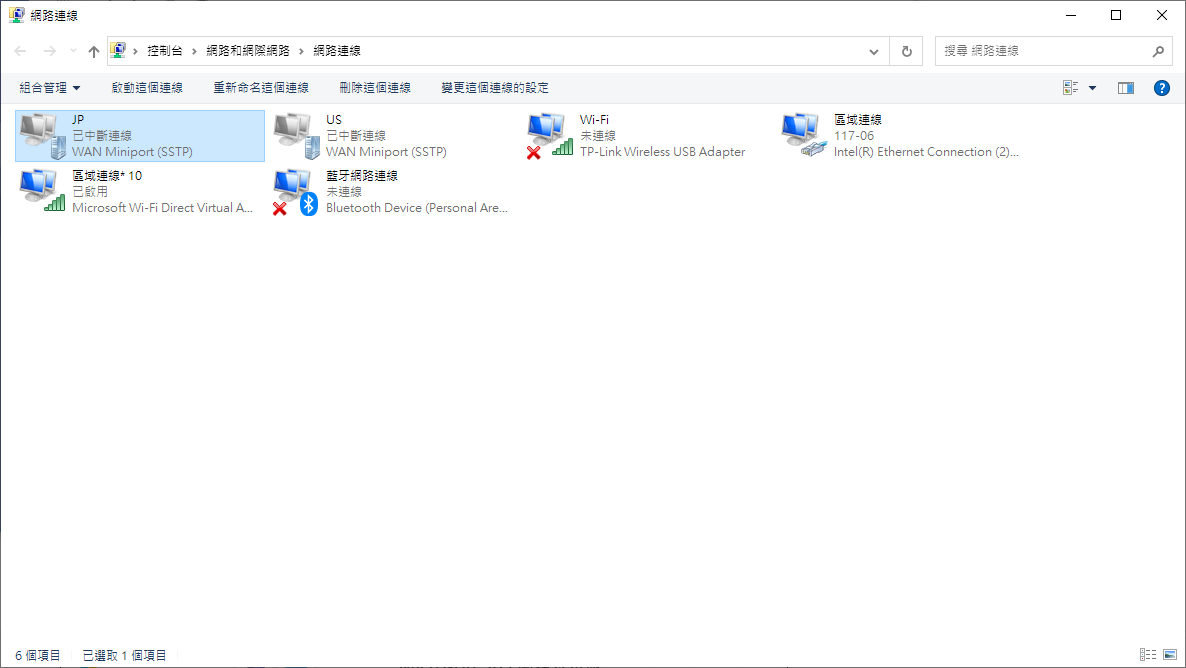 網路連線
控制台 網路和網際網路 網路連線
搜尋 網路連線
組合管理 啟動這個連線 重新命名這個連線 刪除這個連線 變更這個連線的設定
JP
已中斷連線
WAN Miniport (SSTP)
US
已中斷連線
WAN Miniport (SSTP)
Wi-Fi
未連線
TP-Link Wireless USB Adapter
區域連線
117-06
Intel(R) Ethernet Connection (2)...
區域連線* 10
已啟用
Microsoft Wi-Fi Direct Virtual A...
藍牙網路連線
未連線
Bluetooth Device (Personal Are...
6 個項目 已選取 1 個項目